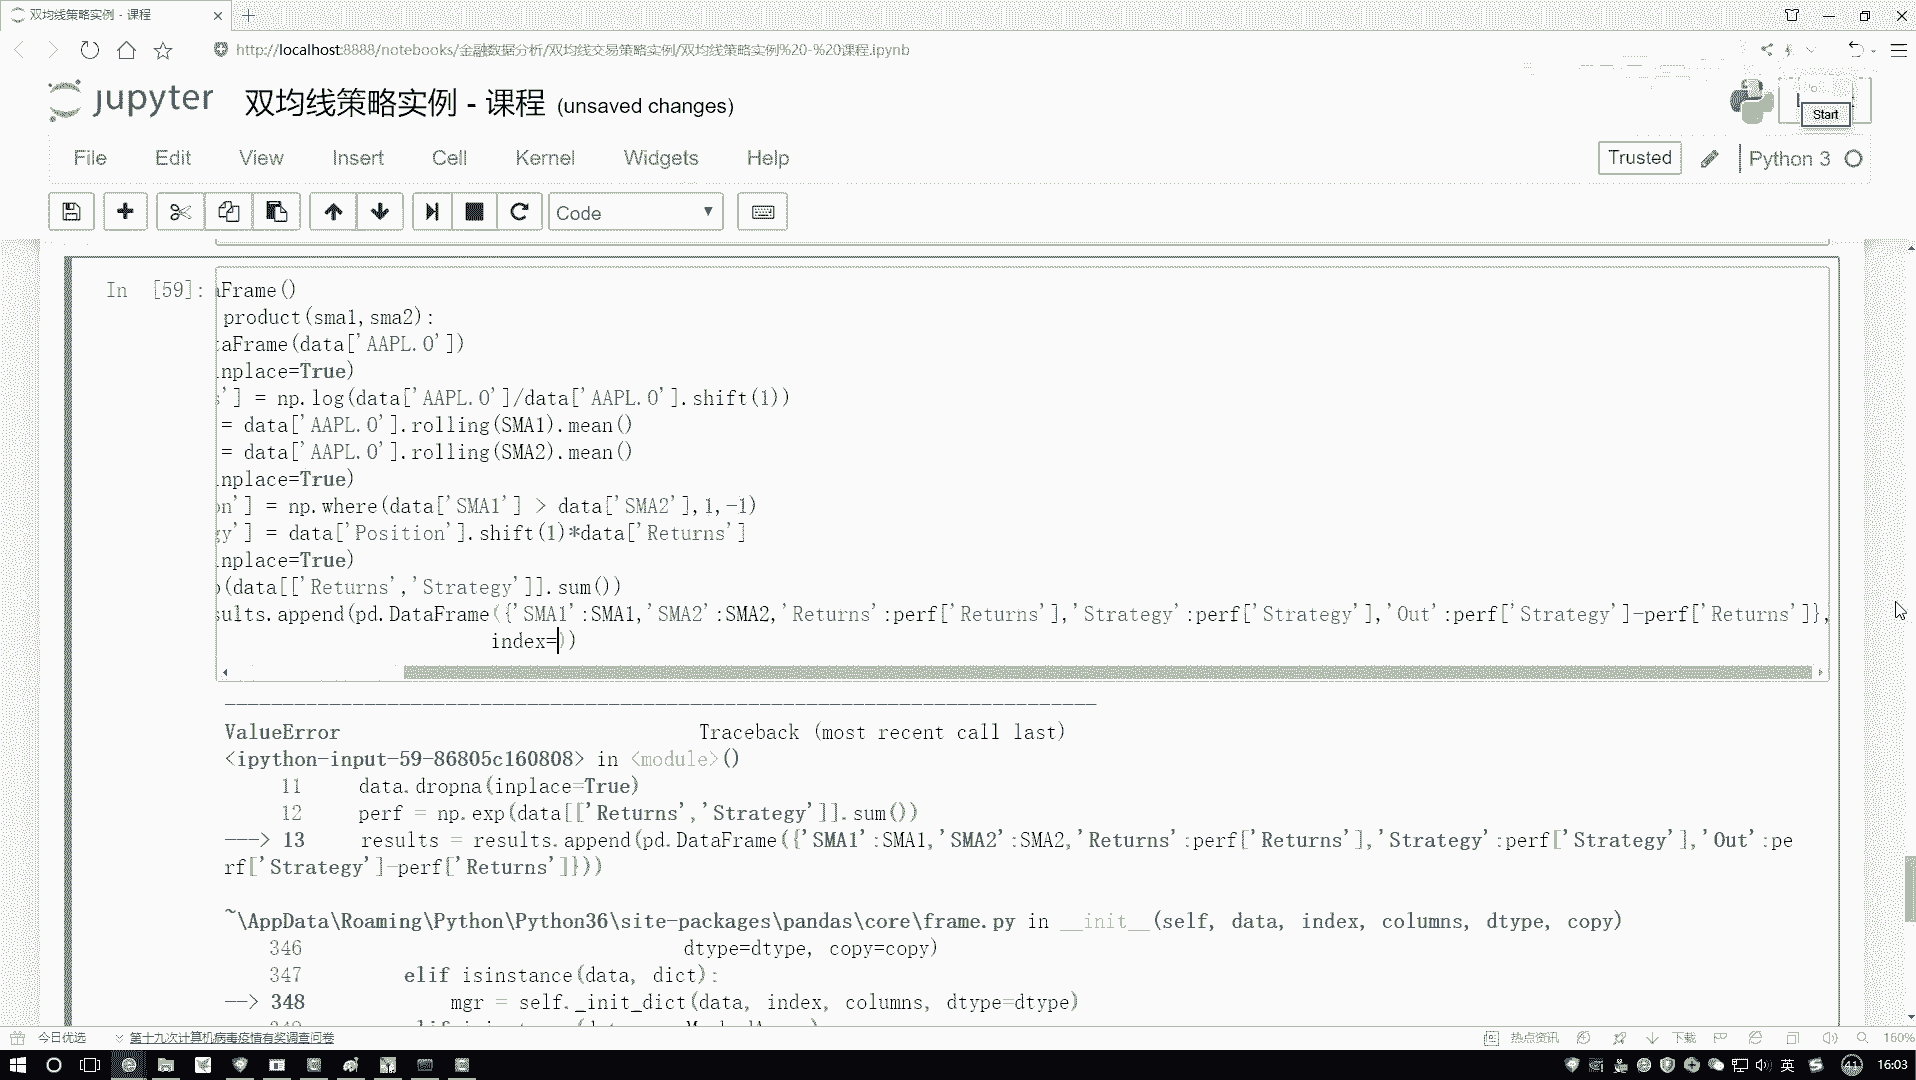 双均线策略实例 - 课程
http://localhost:8888/notebooks/金融数据分析/双均线交易策略实例/双均线策略实例%20-%20课程.ipynb
jupyter 双均线策略实例 - 课程 (unsaved changes)
Start
File Edit View Insert Cell Kernel Widgets Help
Trusted Python 3
Code
In [59]:
aFrame()
product(sma1,sma2):
taFrame(data['AAPL.O'])
inplace=True)
s'] = np.log(data['AAPL.O']/data['AAPL.O'].shift(1))
= data['AAPL.O'].rolling(SMA1).mean()
= data['AAPL.O'].rolling(SMA2).mean()
inplace=True)
on'] = np.where(data['SMA1'] > data['SMA2'],1,-1)
gy'] = data['Position'].shift(1)*data['Returns']
inplace=True)
p(data[['Returns','Strategy']].sum())
sults.append(pd.DataFrame({'SMA1':SMA1,'SMA2':SMA2,'Returns':perf['Returns'],'Strategy':perf['Strategy'],'Out':perf['Strategy']-perf['Returns']},
index=))
---------------------------------------------------------------------------
ValueError Traceback (most recent call last)
<ipython-input-59-86805c160808> in <module>()
11 data.dropna(inplace=True)
12 perf = np.exp(data[['Returns','Strategy']].sum())
---> 13 results = results.append(pd.DataFrame({'SMA1':SMA1,'SMA2':SMA2,'Returns':perf['Returns'],'Strategy':perf['Strategy'],'Out':pe
rf['Strategy']-perf['Returns']}))
~\AppData\Roaming\Python\Python36\site-packages\pandas\core\frame.py in __init__(self, data, index, columns, dtype, copy)
346 dtype=dtype, copy=copy)
347 elif isinstance(data, dict):
--> 348 mgr = self._init_dict(data, index, columns, dtype=dtype)
今日优选 第十九次计算机病毒疫情有奖调查问卷 热点资讯 下载 160%
英 41 16:03